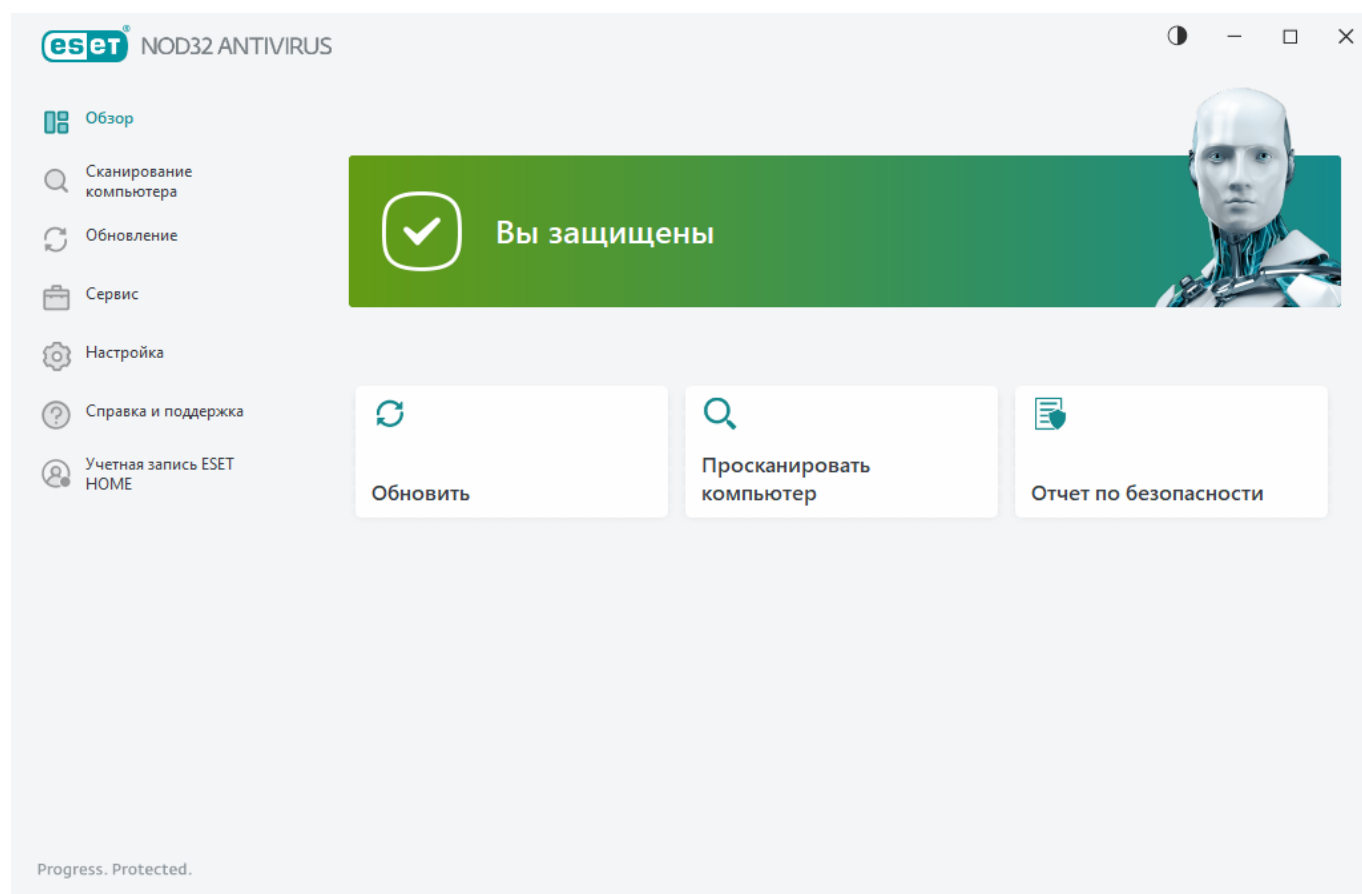 eset® NOD32 ANTIVIRUS
Обзор
Сканирование
компьютера
Обновление
Сервис
Настройка
Справка и поддержка
Учетная запись ESET
HOME
Вы защищены
Обновить
Просканировать
компьютер
Отчет по безопасности
Progress. Protected.